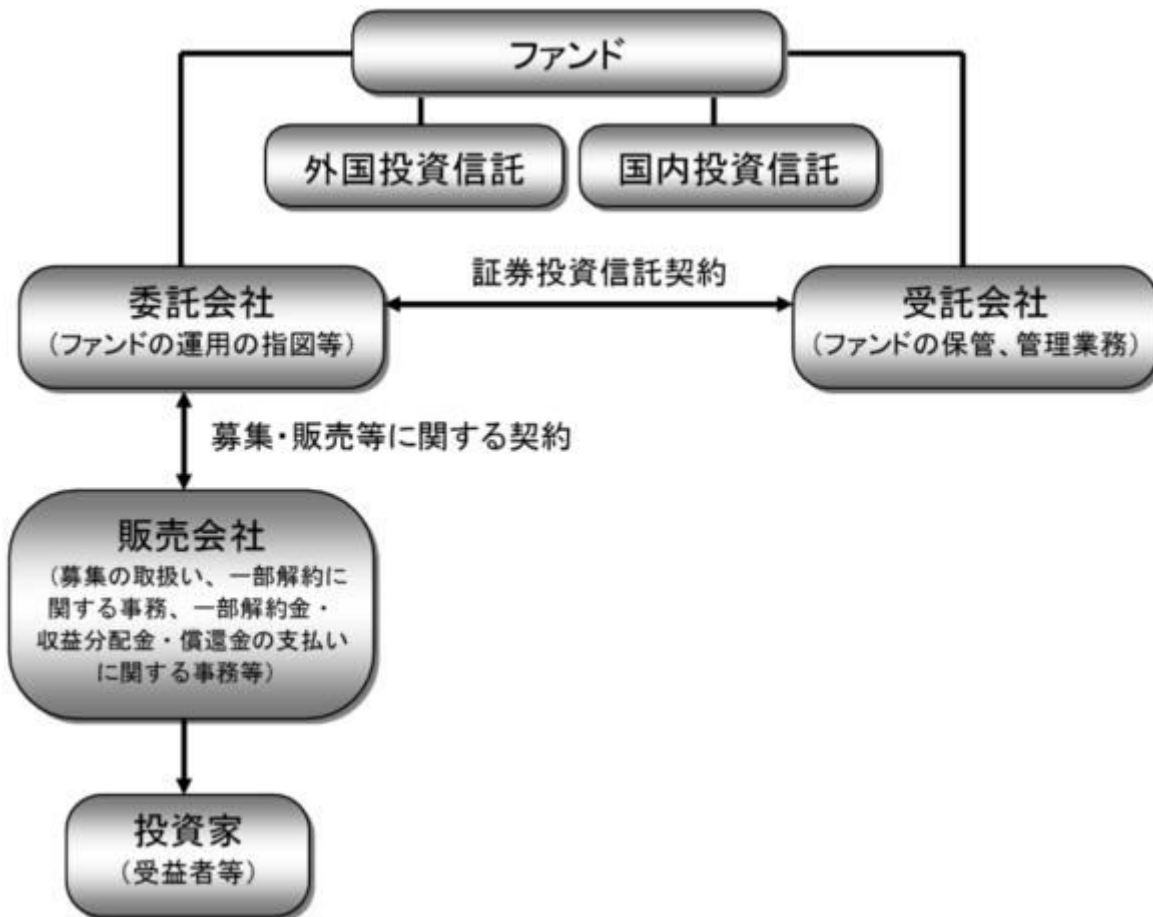 ファンド
外国投資信託
国内投資信託
証券投資信託契約
委託会社
（ファンドの運用の指図等）
受託会社
（ファンドの保管、管理業務）
募集・販売等に関する契約
販売会社
（募集の取扱い、一部解約に
関する事務、一部解約金・
収益分配金・償還金の支払い
に関する事務等）
投資家
（受益者等）